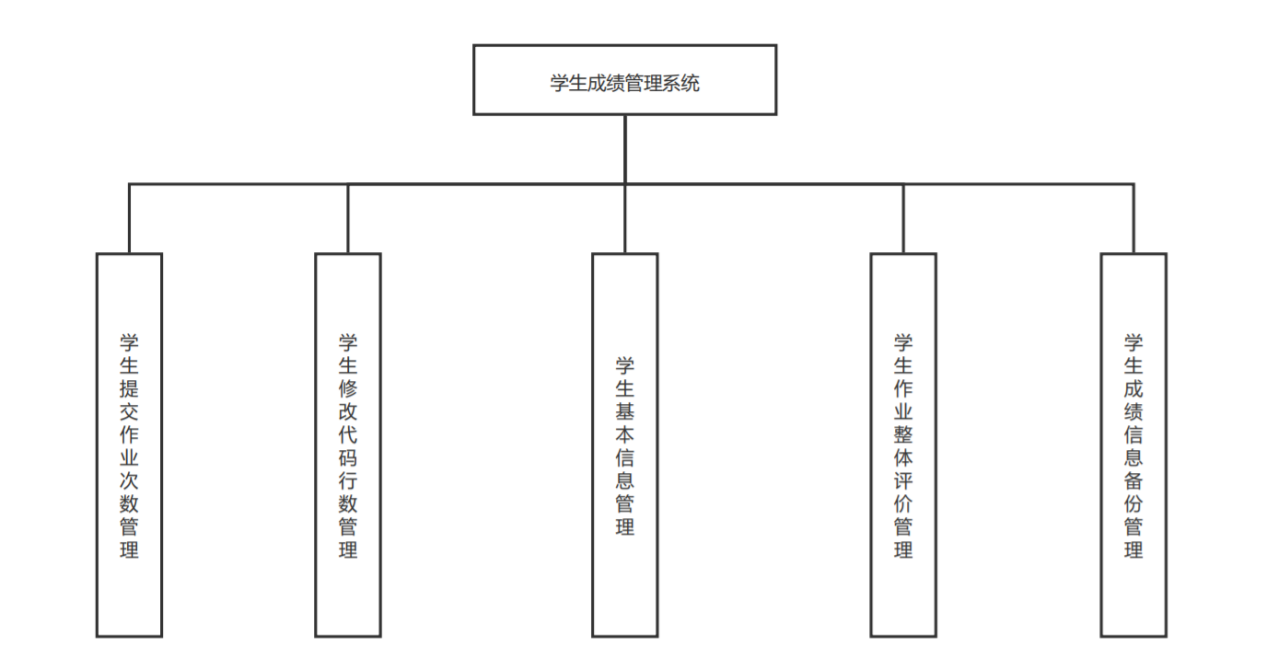 学生成绩管理系统
学生提交作业次数管理
学生修改代码行数管理
学生基本信息管理
学生作业整体评价管理
学生成绩信息备份管理